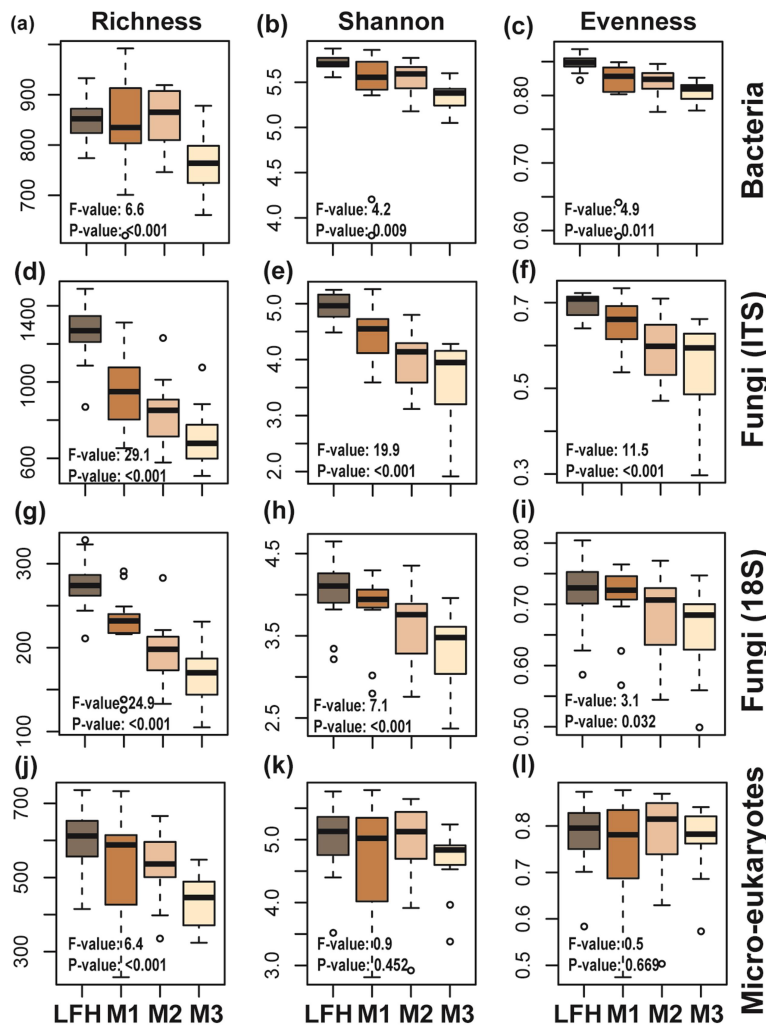 Richness Shannon Evenness
(a) (b) (c)
900
800
700
5.5
5.0
4.5
4.0
0.80
0.70
0.60
F-value: 6.6
P-value: <0.001
F-value: 4.2
P-value: 0.009
F-value: 4.9
P-value: 0.011
Bacteria
(d) (e) (f)
1400
1000
600
5.0
4.0
3.0
2.0
0.7
0.5
0.3
F-value: 29.1
P-value: <0.001
F-value: 19.9
P-value: <0.001
F-value: 11.5
P-value: <0.001
Fungi (ITS)
(g) (h) (i)
300
200
100
4.5
3.5
2.5
0.80
0.70
0.60
0.50
F-value: 24.9
P-value: <0.001
F-value: 7.1
P-value: <0.001
F-value: 3.1
P-value: 0.032
Fungi (18S)
(j) (k) (l)
700
500
300
5.0
4.0
3.0
0.8
0.7
0.6
0.5
F-value: 6.4
P-value: <0.001
F-value: 0.9
P-value: 0.452
F-value: 0.5
P-value: 0.669
Micro-eukaryotes
LFH M1 M2 M3 LFH M1 M2 M3 LFH M1 M2 M3